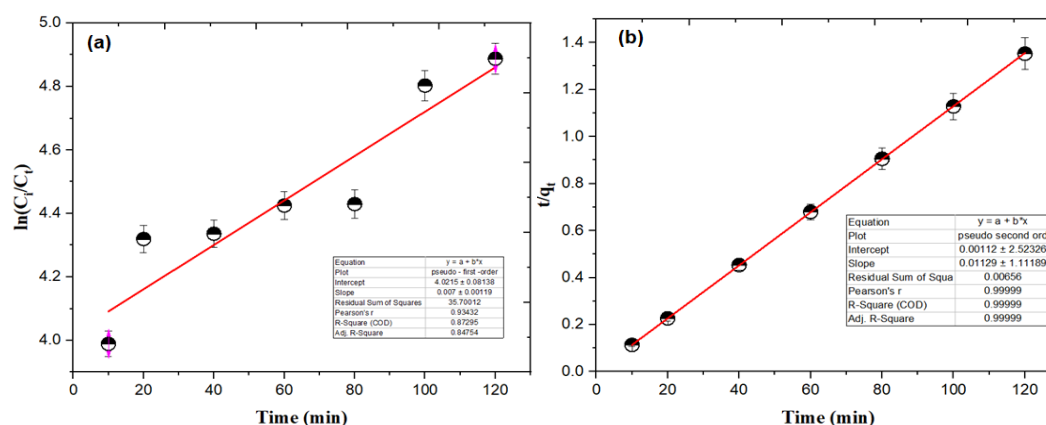 (a)
5.0
4.8
4.6
4.4
4.2
4.0
ln(Ci/Ct)
0 20 40 60 80 100 120
Time (min)
Equation y = a + b*x
Plot pseudo - first -order
Intercept 4.0215 ± 0.08138
Slope 0.007 ± 0.00119
Residual Sum of Squares 35.70012
Pearson's r 0.93432
R-Square (COD) 0.87295
Adj. R-Square 0.84754
(b)
1.4
1.2
1.0
0.8
0.6
0.4
0.2
0.0
t/qt
0 20 40 60 80 100 120
Time (min)
Equation y = a + b*x
Plot pseudo second ord
Intercept 0.00112 ± 2.52326
Slope 0.01129 ± 1.11189
Residual Sum of Squa 0.00656
Pearson's r 0.99999
R-Square (COD) 0.99999
Adj. R-Square 0.99999